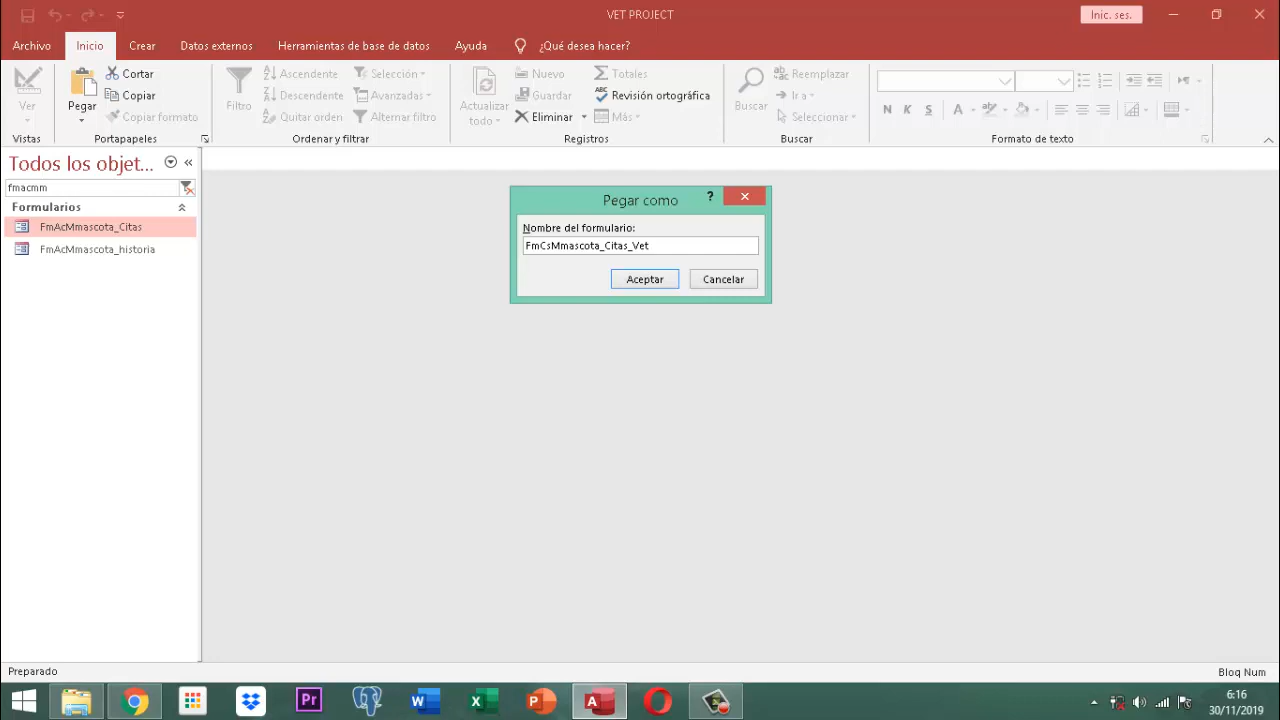 VET PROJECT
Inic. ses.
Archivo
Inicio
Crear
Datos externos
Herramientas de base de datos
Ayuda
¿Qué desea hacer?
Ver
Pegar
Cortar
Copiar
Copiar formato
Filtro
Ascendente
Descendente
Quitar orden
Selección
Avanzadas
Alternar filtro
Actualizar
todo
Nuevo
Guardar
Eliminar
Totales
Revisión ortográfica
Más
Buscar
Reemplazar
Ir a
Seleccionar
N K S
A
Vistas
Portapapeles
Ordenar y filtrar
Registros
Buscar
Formato de texto
Todos los objet...
fmacmm
Formularios
FmAcMmascota_Citas
FmAcMmascota_historia
Pegar como
?
Nombre del formulario:
FmCsMmascota_Citas_Vet
Aceptar
Cancelar
Preparado
Bloq Num
Pr
6:16
30/11/2019